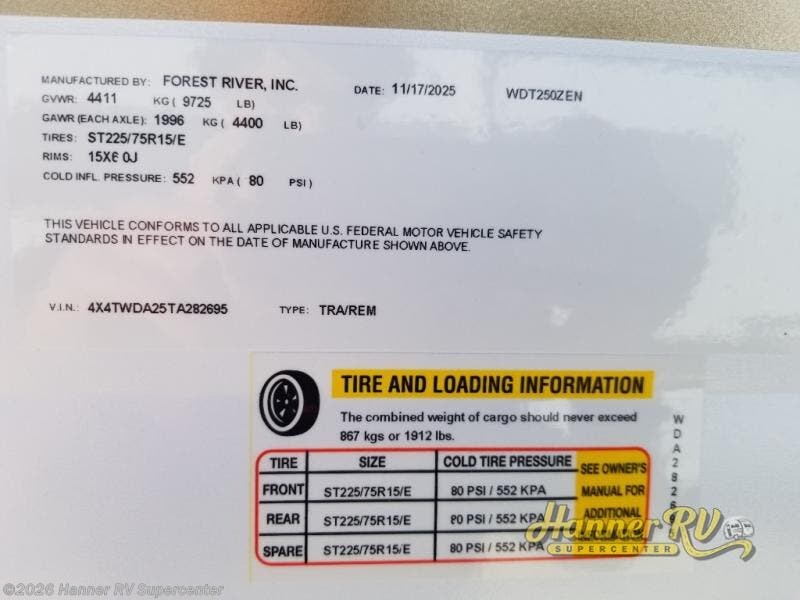 MANUFACTURED BY: FOREST RIVER, INC. DATE: 11/17/2025 WDT250ZEN
GVWR: 4411 KG ( 9725 LB)
GAWR (EACH AXLE): 1996 KG ( 4400 LB)
TIRES: ST225/75R15/E
RIMS: 15X6.0J
COLD INFL. PRESSURE: 552 KPA ( 80 PSI )
THIS VEHICLE CONFORMS TO ALL APPLICABLE U.S. FEDERAL MOTOR VEHICLE SAFETY
STANDARDS IN EFFECT ON THE DATE OF MANUFACTURE SHOWN ABOVE.
V.I.N.: 4X4TWDA25TA282695 TYPE: TRA/REM
TIRE AND LOADING INFORMATION
The combined weight of cargo should never exceed
867 kgs or 1912 lbs.
TIRE SIZE COLD TIRE PRESSURE SEE OWNER'S
FRONT ST225/75R15/E 80 PSI / 552 KPA MANUAL FOR
REAR ST225/75R15/E 80 PSI / 552 KPA ADDITIONAL
SPARE ST225/75R15/E 80 PSI / 552 KPA
WDA282
Hanner RV
SUPERCENTER
©2026 Hanner RV Supercenter